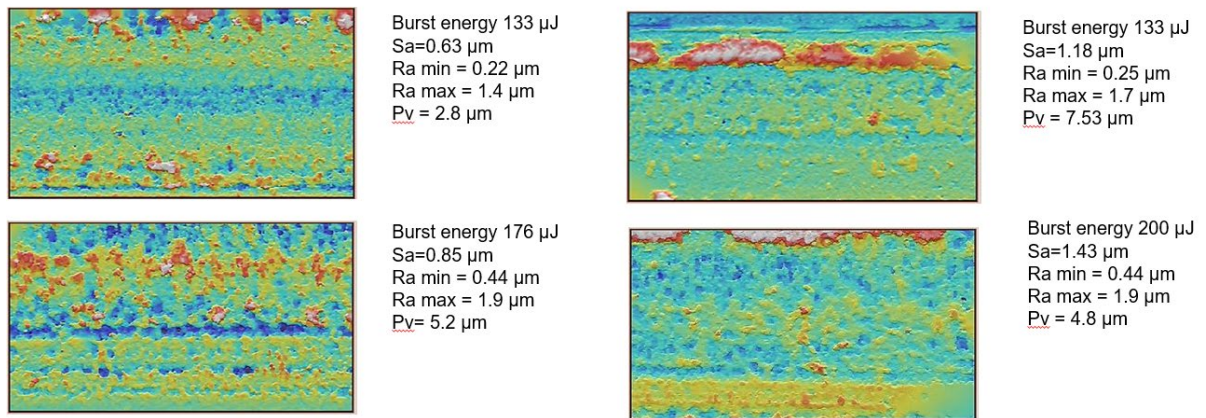 Burst energy 133 µJ
Sa=0.63 µm
Ra min = 0.22 µm
Ra max = 1.4 µm
Pv = 2.8 µm
Burst energy 133 µJ
Sa=1.18 µm
Ra min = 0.25 µm
Ra max = 1.7 µm
Pv = 7.53 µm
Burst energy 176 µJ
Sa=0.85 µm
Ra min = 0.44 µm
Ra max = 1.9 µm
Pv= 5.2 µm
Burst energy 200 µJ
Sa=1.43 µm
Ra min = 0.44 µm
Ra max = 1.9 µm
Pv = 4.8 µm